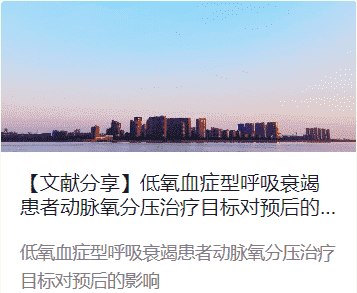 【文献分享】低氧血症型呼吸衰竭
患者动脉氧分压治疗目标对预后的...
低氧血症型呼吸衰竭患者动脉氧分压治疗
目标对预后的影响